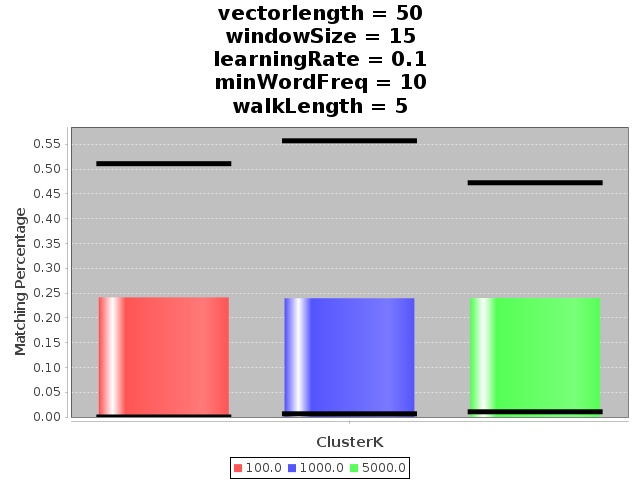 vectorlength = 50
windowSize = 15
learningRate = 0.1
minWordFreq = 10
walkLength = 5
Matching Percentage
0.55
0.50
0.45
0.40
0.35
0.30
0.25
0.20
0.15
0.10
0.05
0.00
ClusterK
100.0 1000.0 5000.0